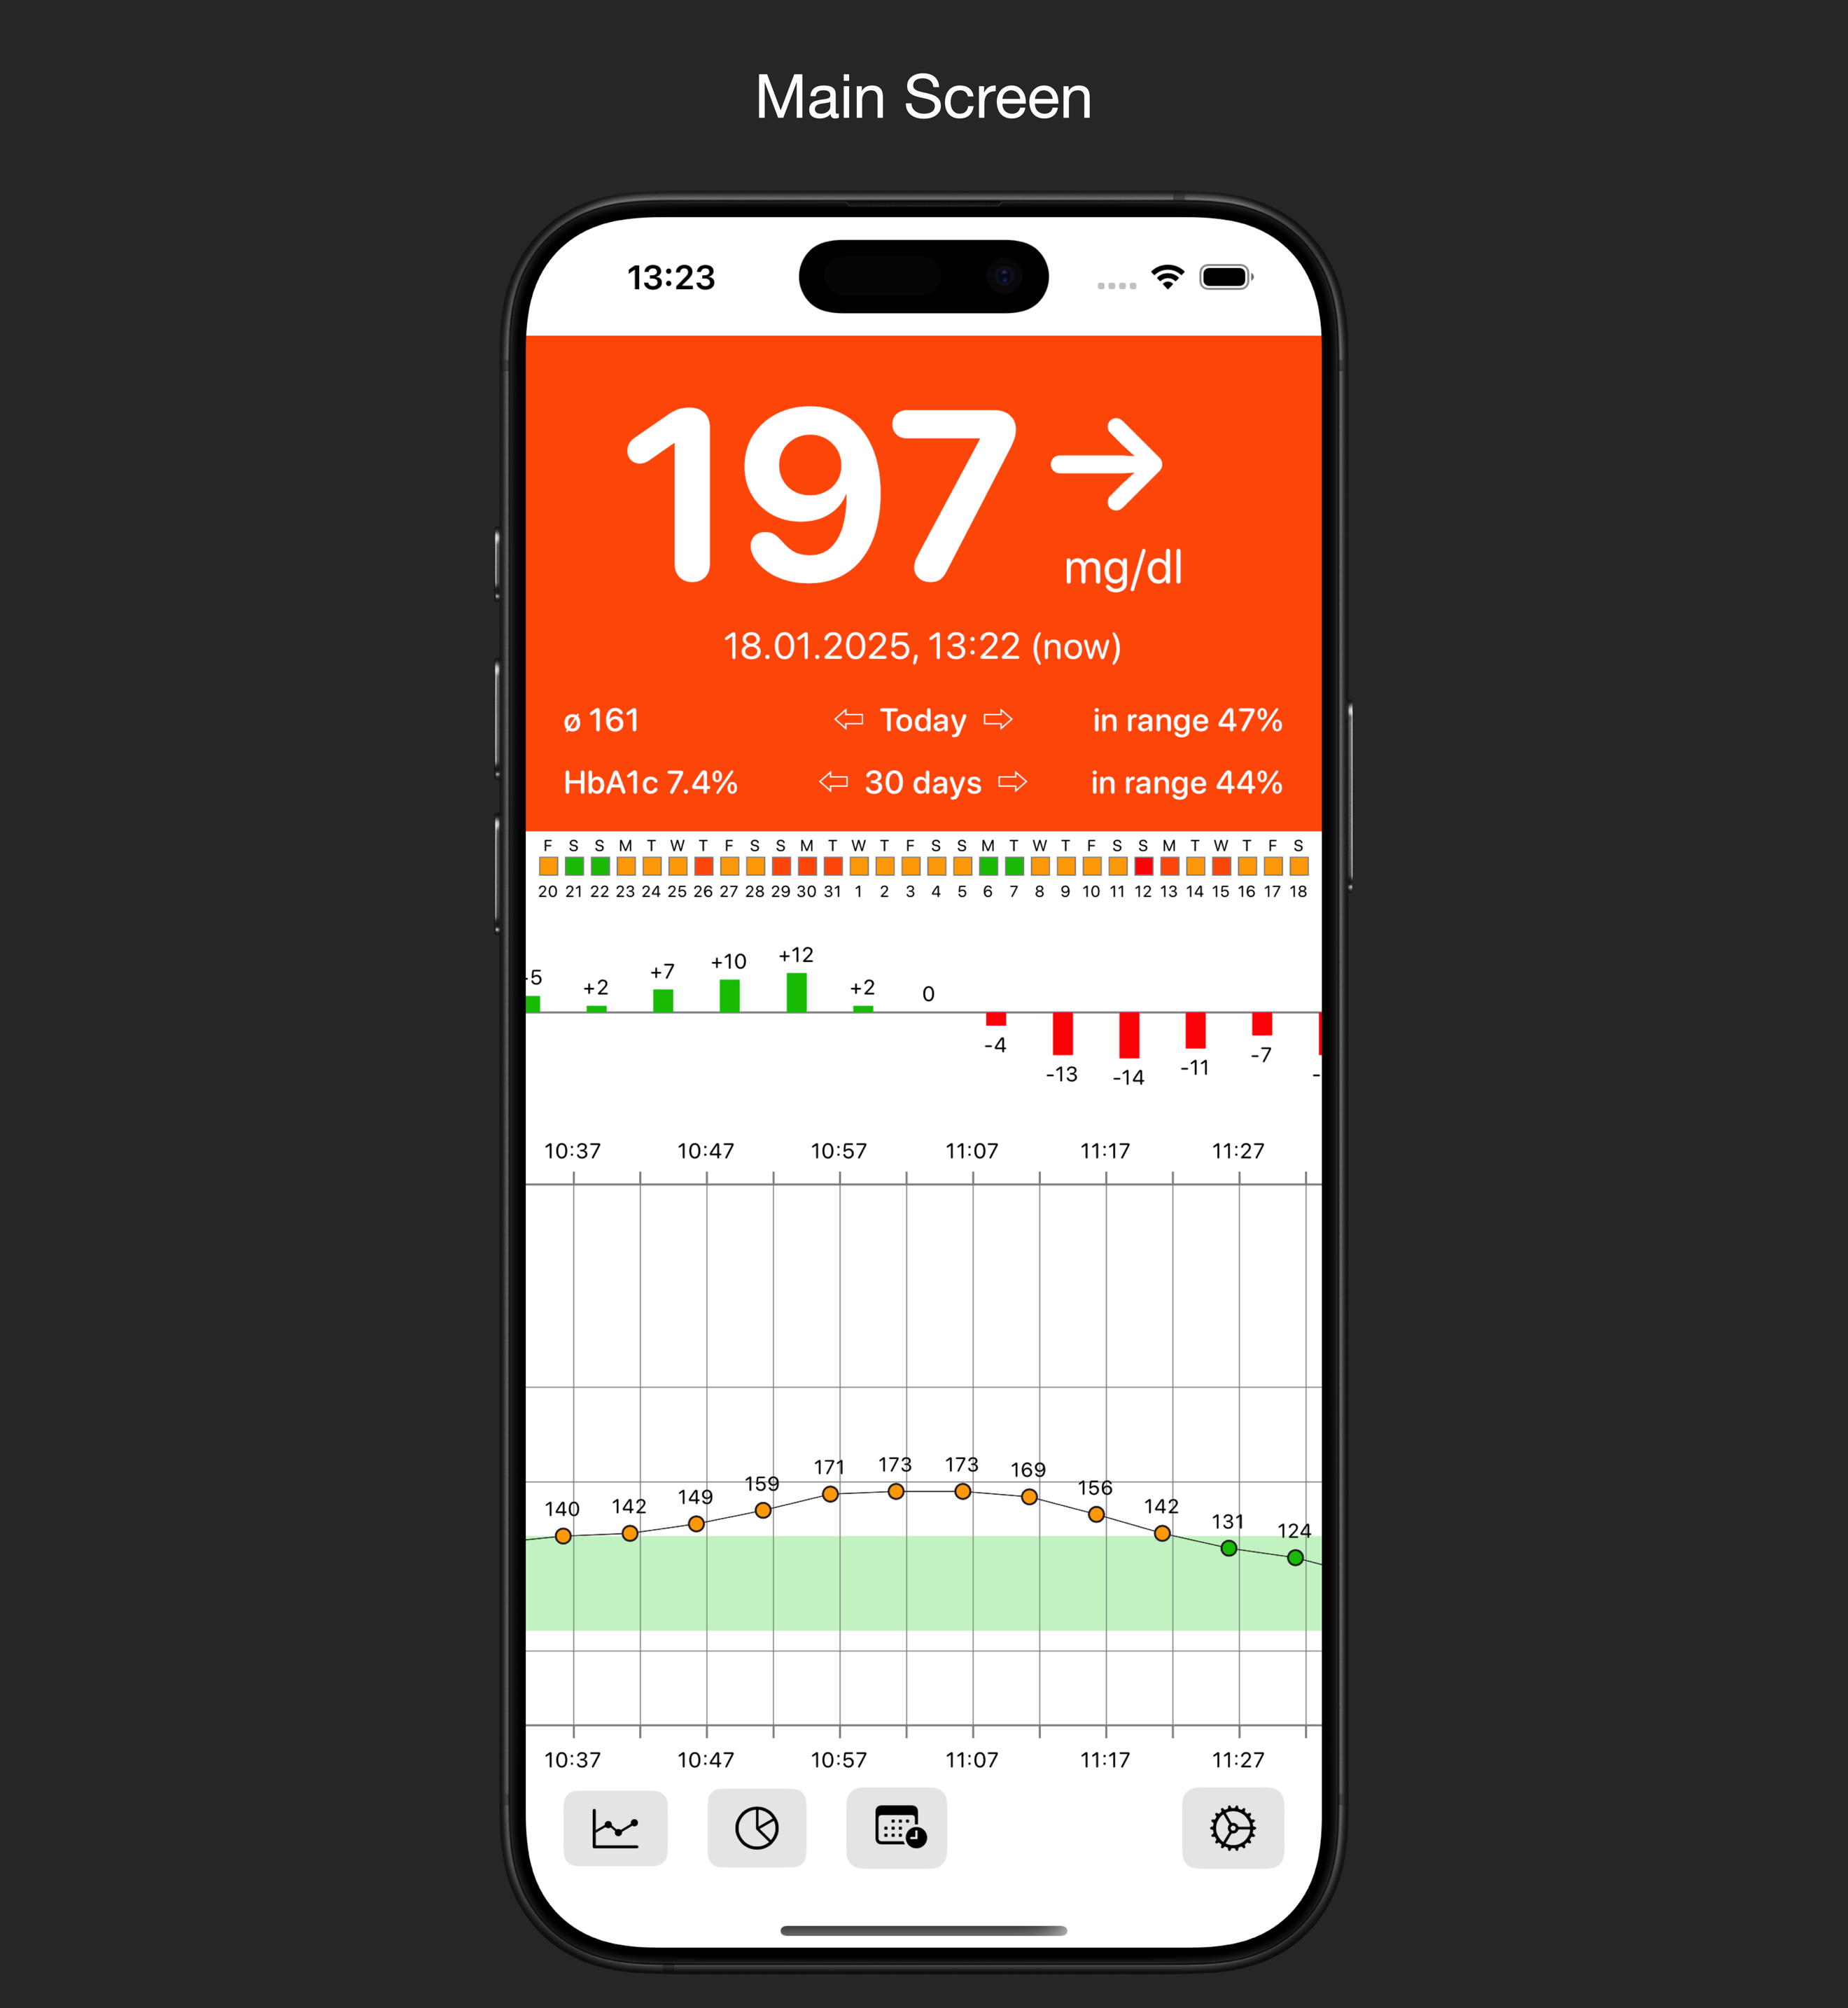 Main Screen
13:23
197
mg/dl
18.01.2025, 13:22 (now)
ø 161 Today in range 47%
HbA1c 7.4% 30 days in range 44%
F S S M T W T F S S M T W T F S S M T W T F S S M T W T F S
20 21 22 23 24 25 26 27 28 29 30 31 1 2 3 4 5 6 7 8 9 10 11 12 13 14 15 16 17 18
5 +2 +7 +10 +12 +2 0
-4 -13 -14 -11 -7 -
10:37 10:47 10:57 11:07 11:17 11:27
140 142 149 159 171 173 173 169 156 142 131 124
10:37 10:47 10:57 11:07 11:17 11:27